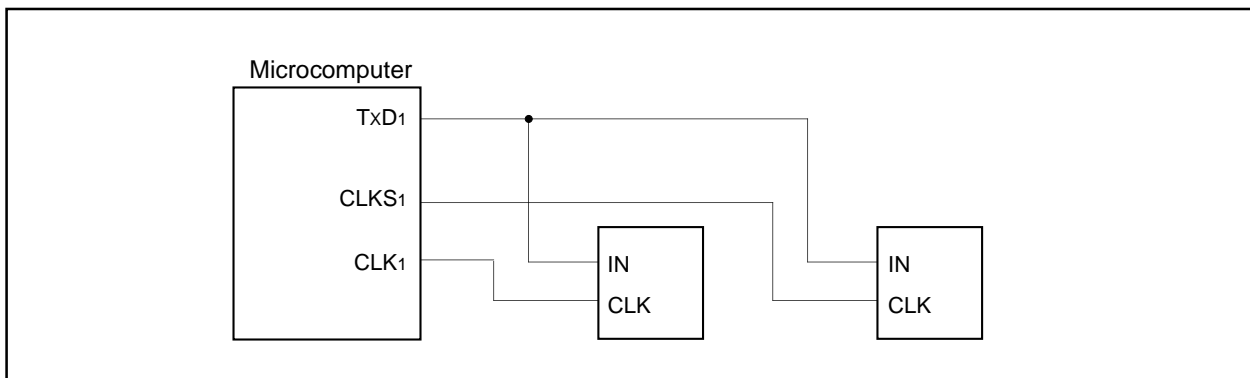 Microcomputer
TxD1
CLKS1
CLK1
IN
CLK
IN
CLK